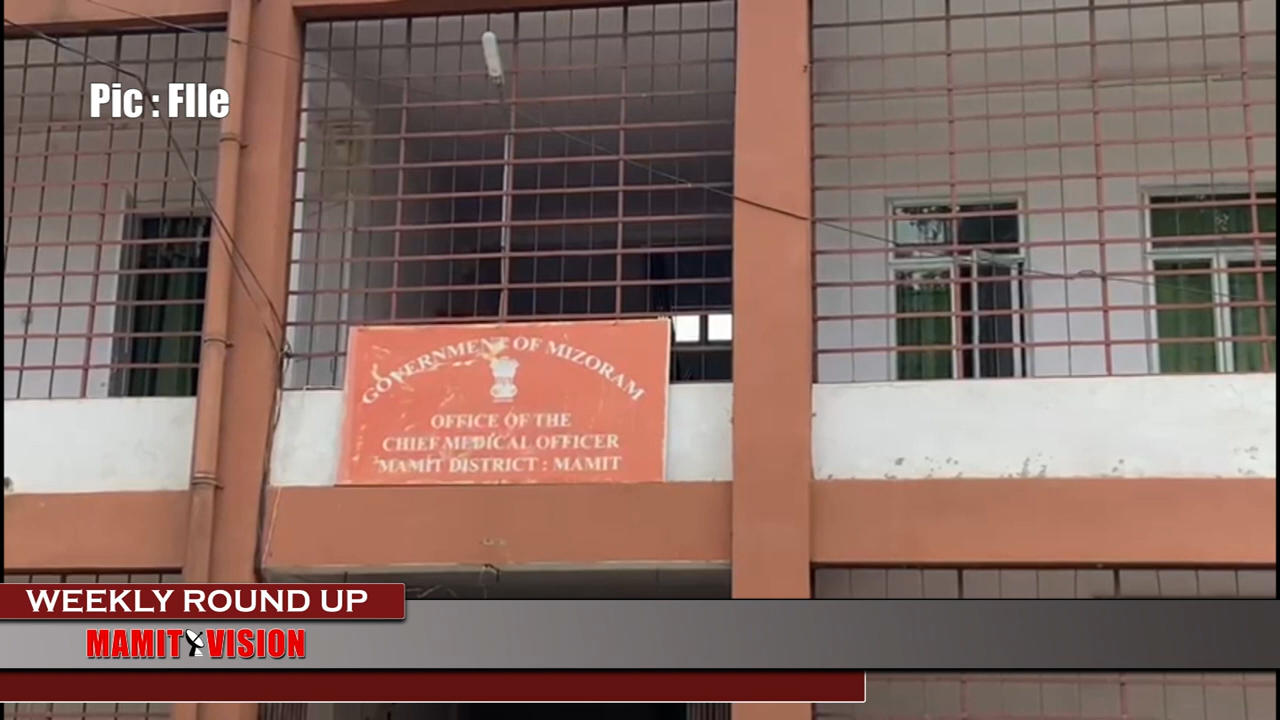 Pic : FIle
GOVERNMENT OF MIZORAM
OFFICE OF THE
CHIEF MEDICAL OFFICER
MAMIT DISTRICT : MAMIT
WEEKLY ROUND UP
MAMIT VISION